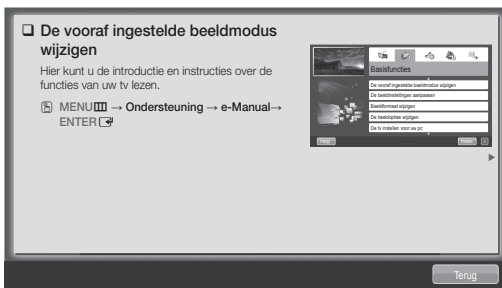 ❑ De vooraf ingestelde beeldmodus
wijzigen
Hier kunt u de introductie en instructies over de
functies van uw tv lezen.
MENU → Ondersteuning → e-Manual→
ENTER
Basisfuncties
De vooraf ingestelde beeldmodus wijzigen
De beeldinstellingen aanpassen
Beeldformaat wijzigen
De beeldopties wijzigen
De tv instellen voor uw pc
Index
Terug